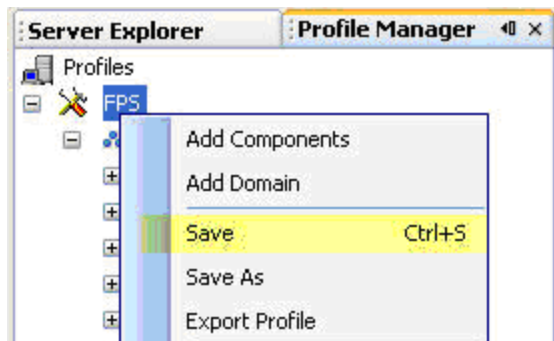 Server Explorer
Profile Manager
Profiles
FPS
Add Components
Add Domain
Save Ctrl+S
Save As
Export Profile